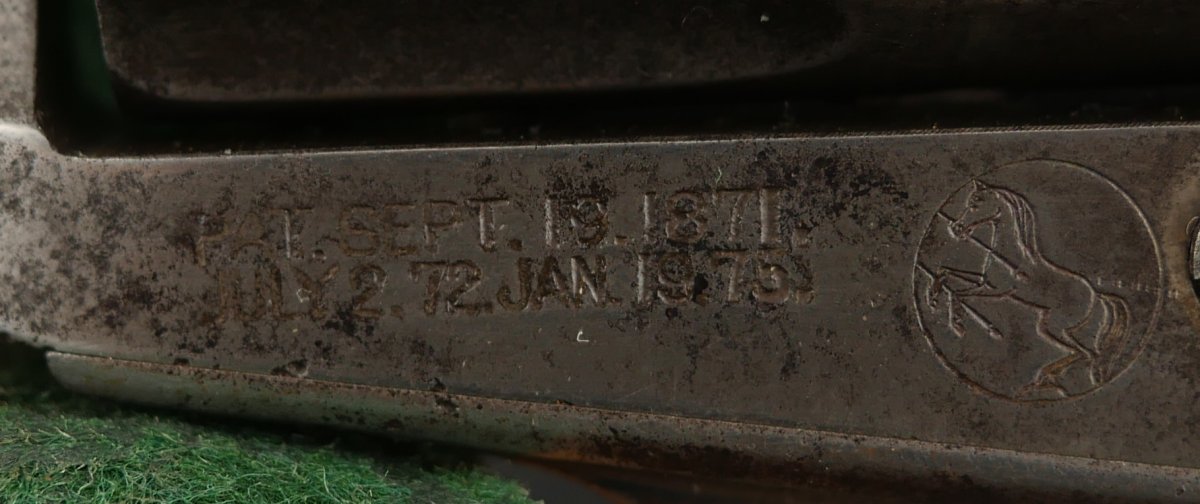 PAT. SEPT. 19. 1871.
JULY 2. 72. JAN. 19. 75.